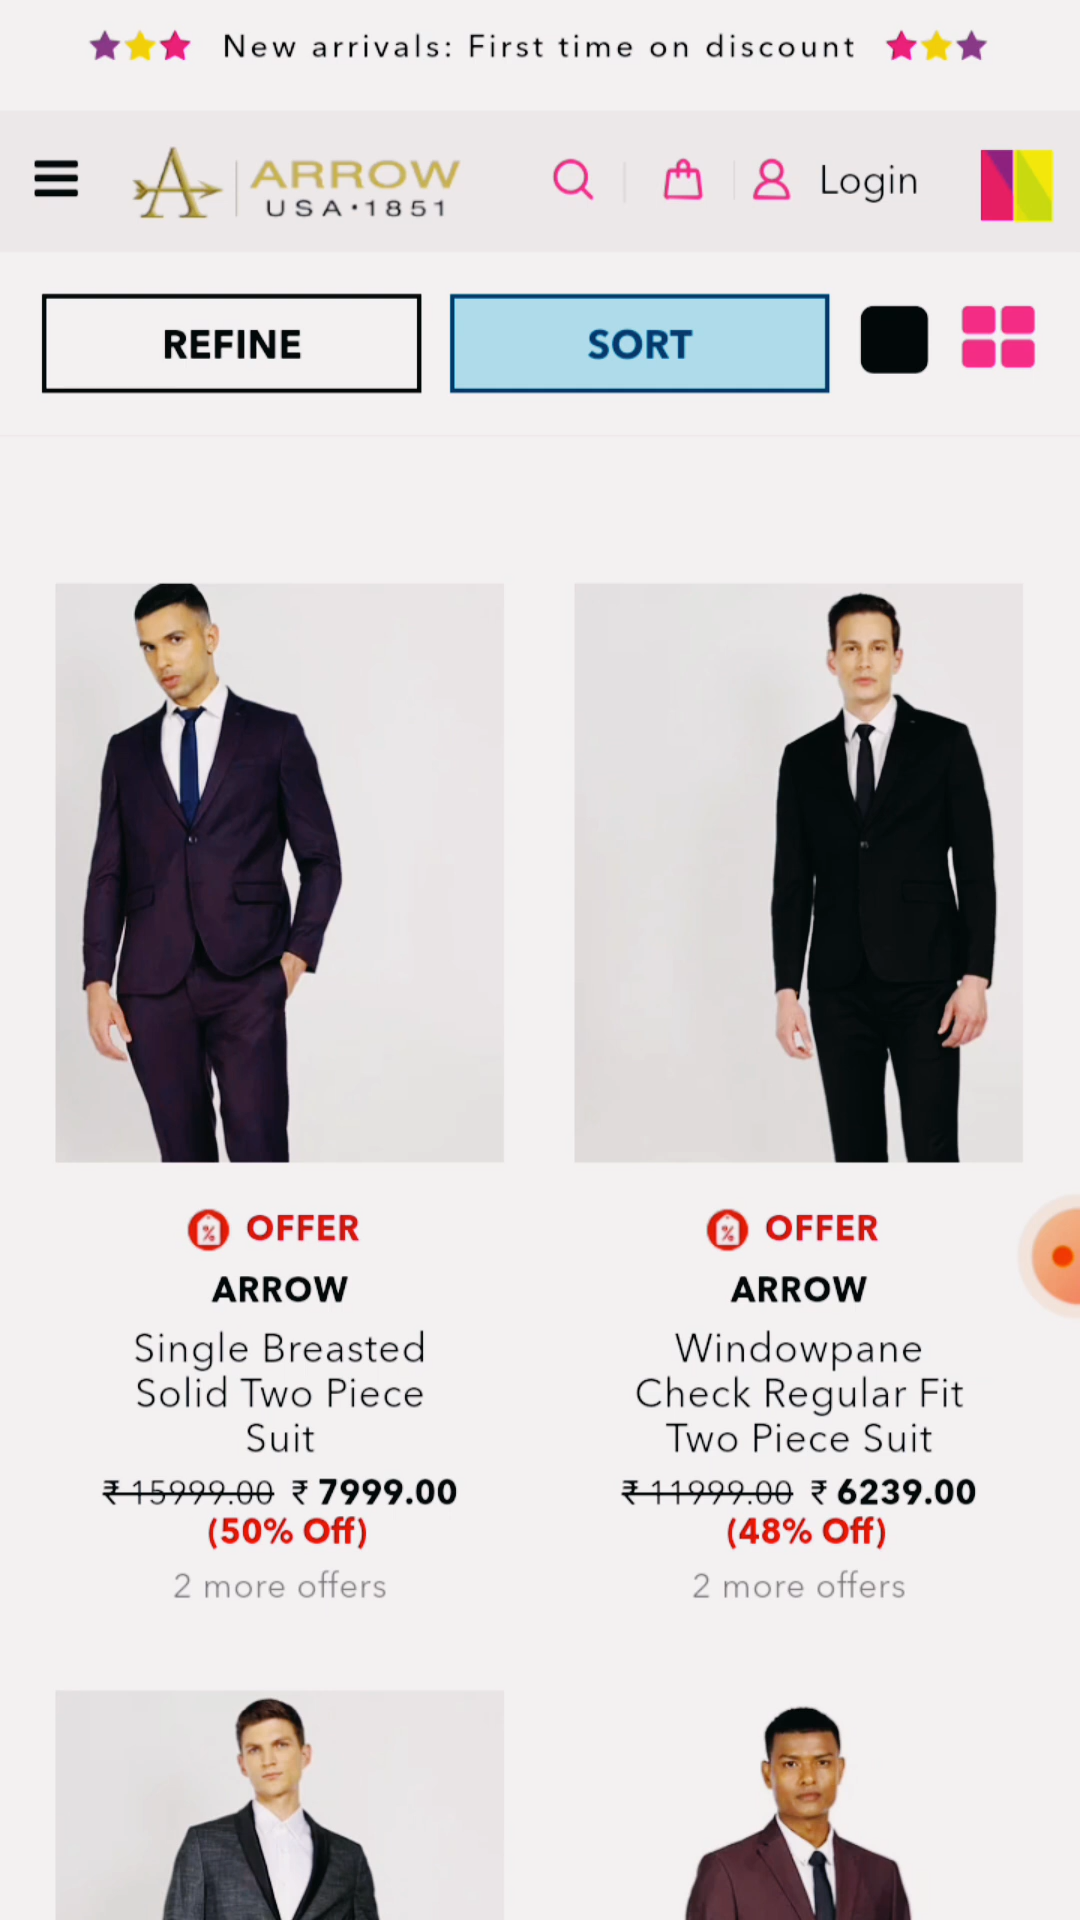 New arrivals: First time on discount
ARROW
USA•1851
Login
REFINE
SORT
OFFER
ARROW
Single Breasted
Solid Two Piece
Suit
₹ 15999.00 ₹ 7999.00
(50% Off)
2 more offers
OFFER
ARROW
Windowpane
Check Regular Fit
Two Piece Suit
₹ 11999.00 ₹ 6239.00
(48% Off)
2 more offers